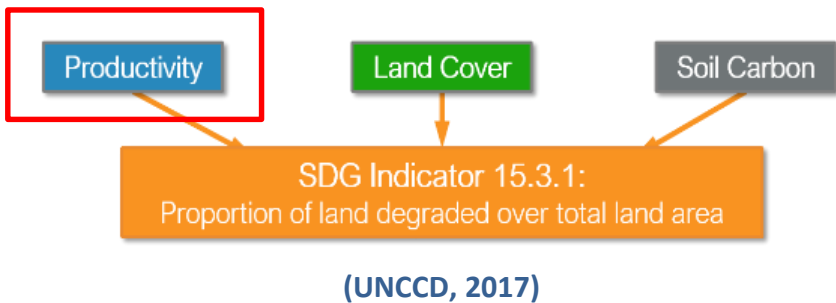 Productivity
Land Cover
Soil Carbon
SDG Indicator 15.3.1:
Proportion of land degraded over total land area
(UNCCD, 2017)